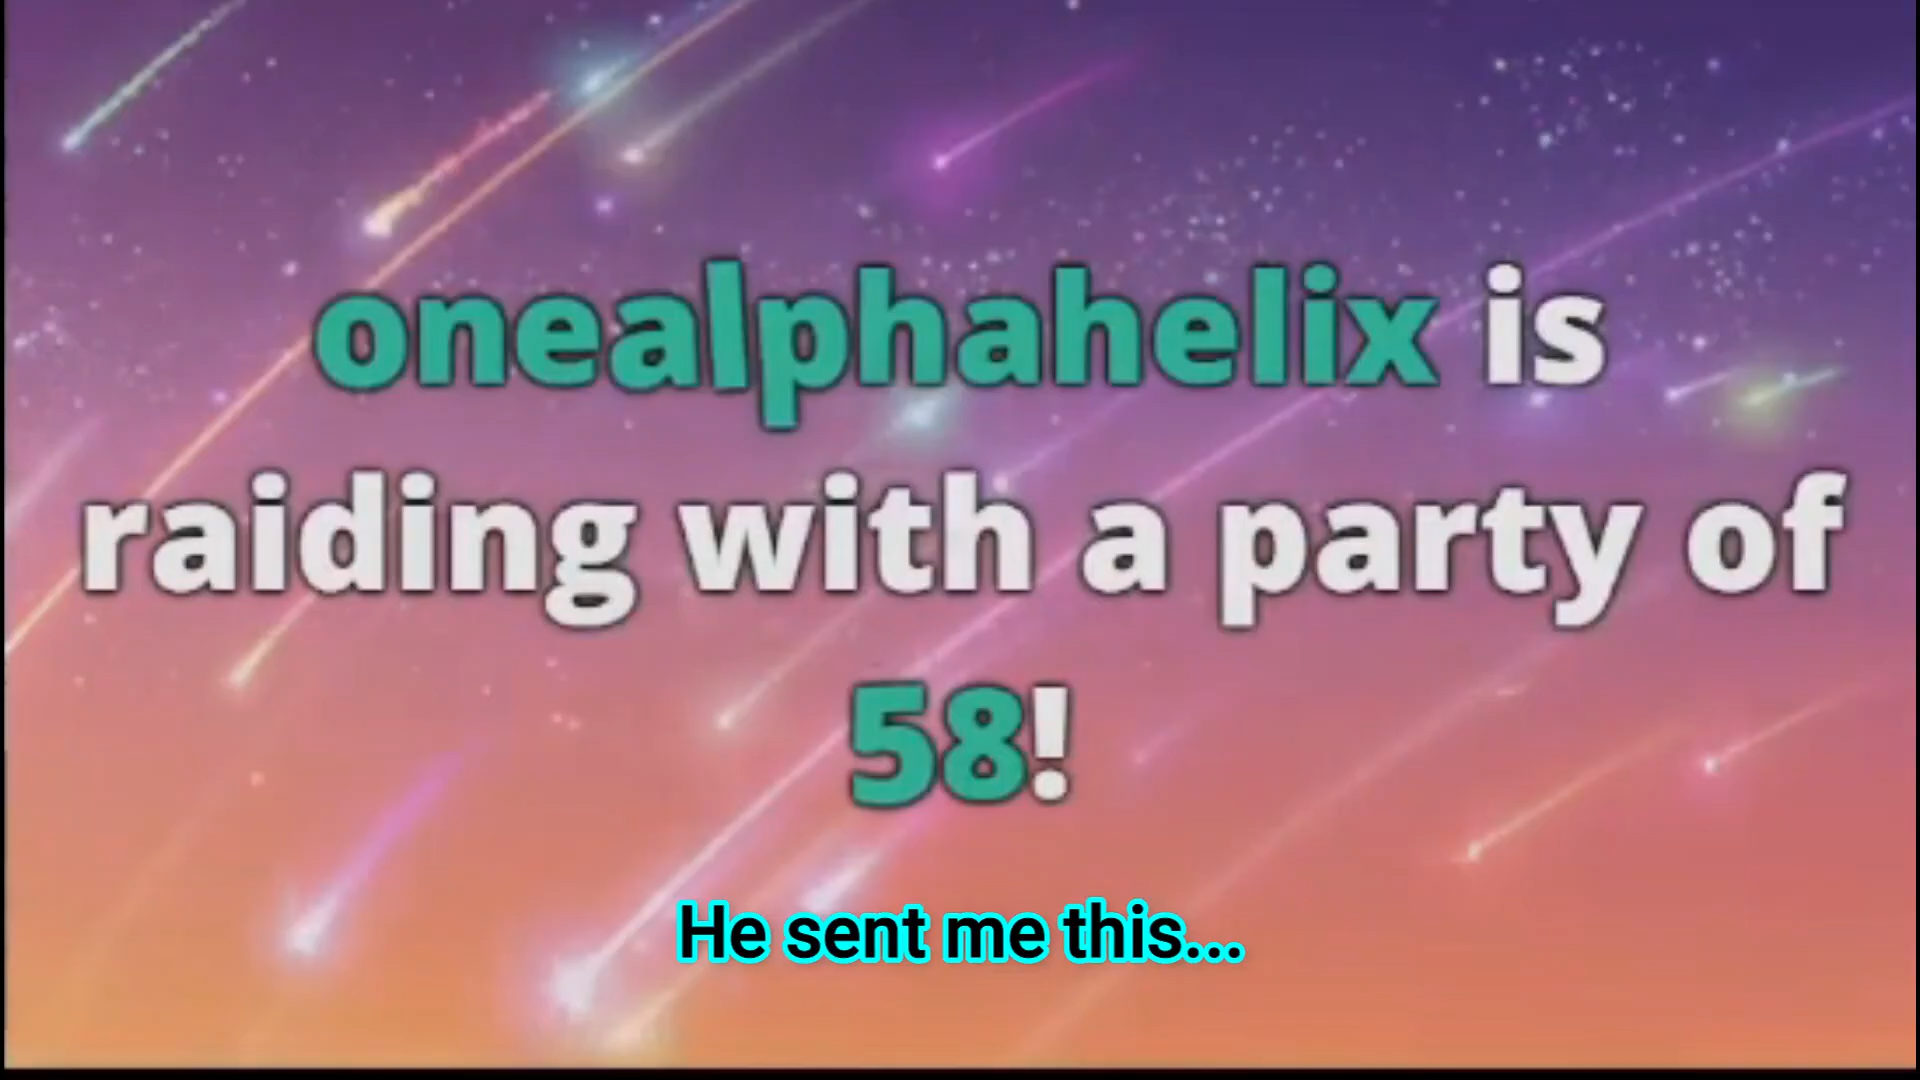 onealphahelix is
raiding with a party of
58!
He sent me this...